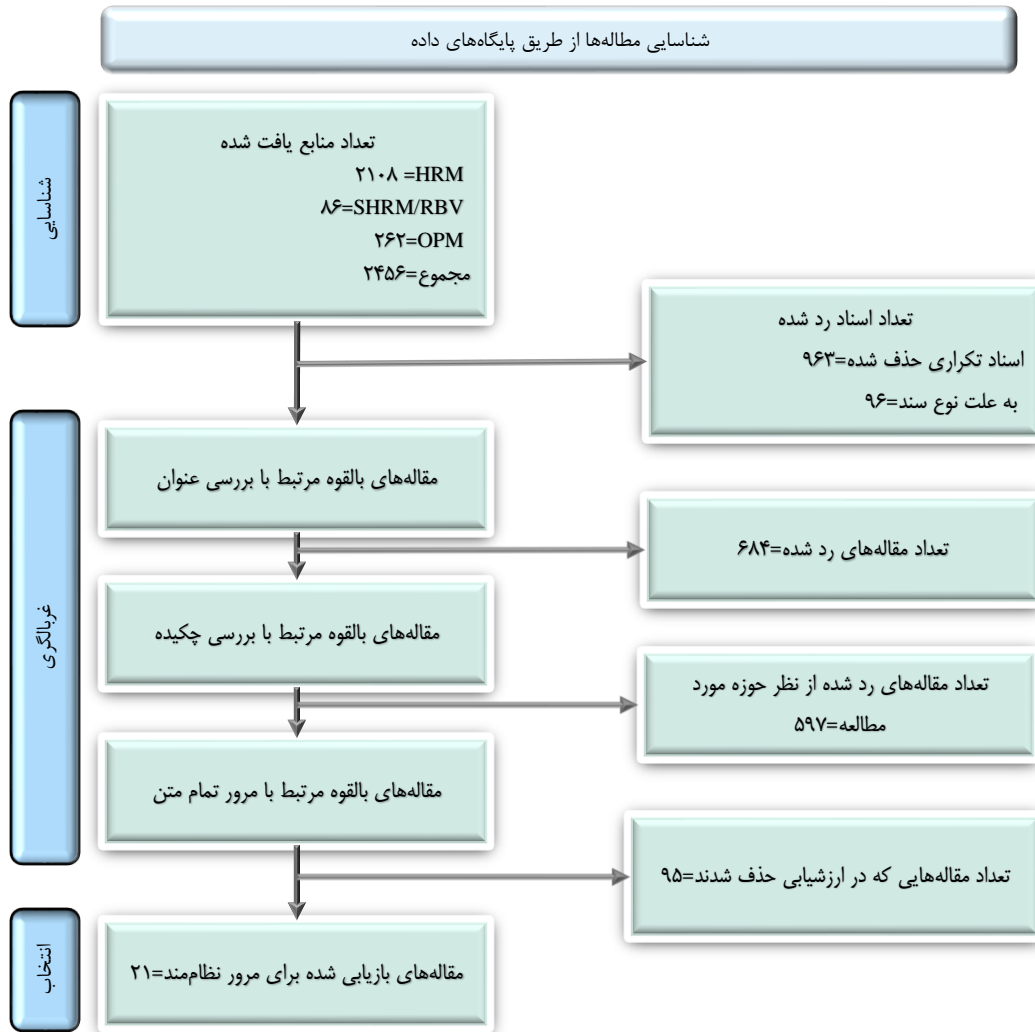 شناسایی مطاله‌ها از طریق پایگاه‌های داده
شناسایی
تعداد منابع یافت شده
۲۱۰۸ =HRM
۸۶=SHRM/RBV
۲۶۲=OPM
مجموع=۲۴۵۶
تعداد اسناد رد شده
اسناد تکراری حذف شده=۹۶۳
به علت نوع سند=۹۶
غربالگری
مقاله‌های بالقوه مرتبط با بررسی عنوان
تعداد مقاله‌های رد شده=۶۸۴
مقاله‌های بالقوه مرتبط با بررسی چکیده
تعداد مقاله‌های رد شده از نظر حوزه مورد
مطالعه=۵۹۷
مقاله‌های بالقوه مرتبط با مرور تمام متن
تعداد مقاله‌هایی که در ارزشیابی حذف شدند=۹۵
انتخاب
مقاله‌های بازیابی شده برای مرور نظام‌مند=۲۱